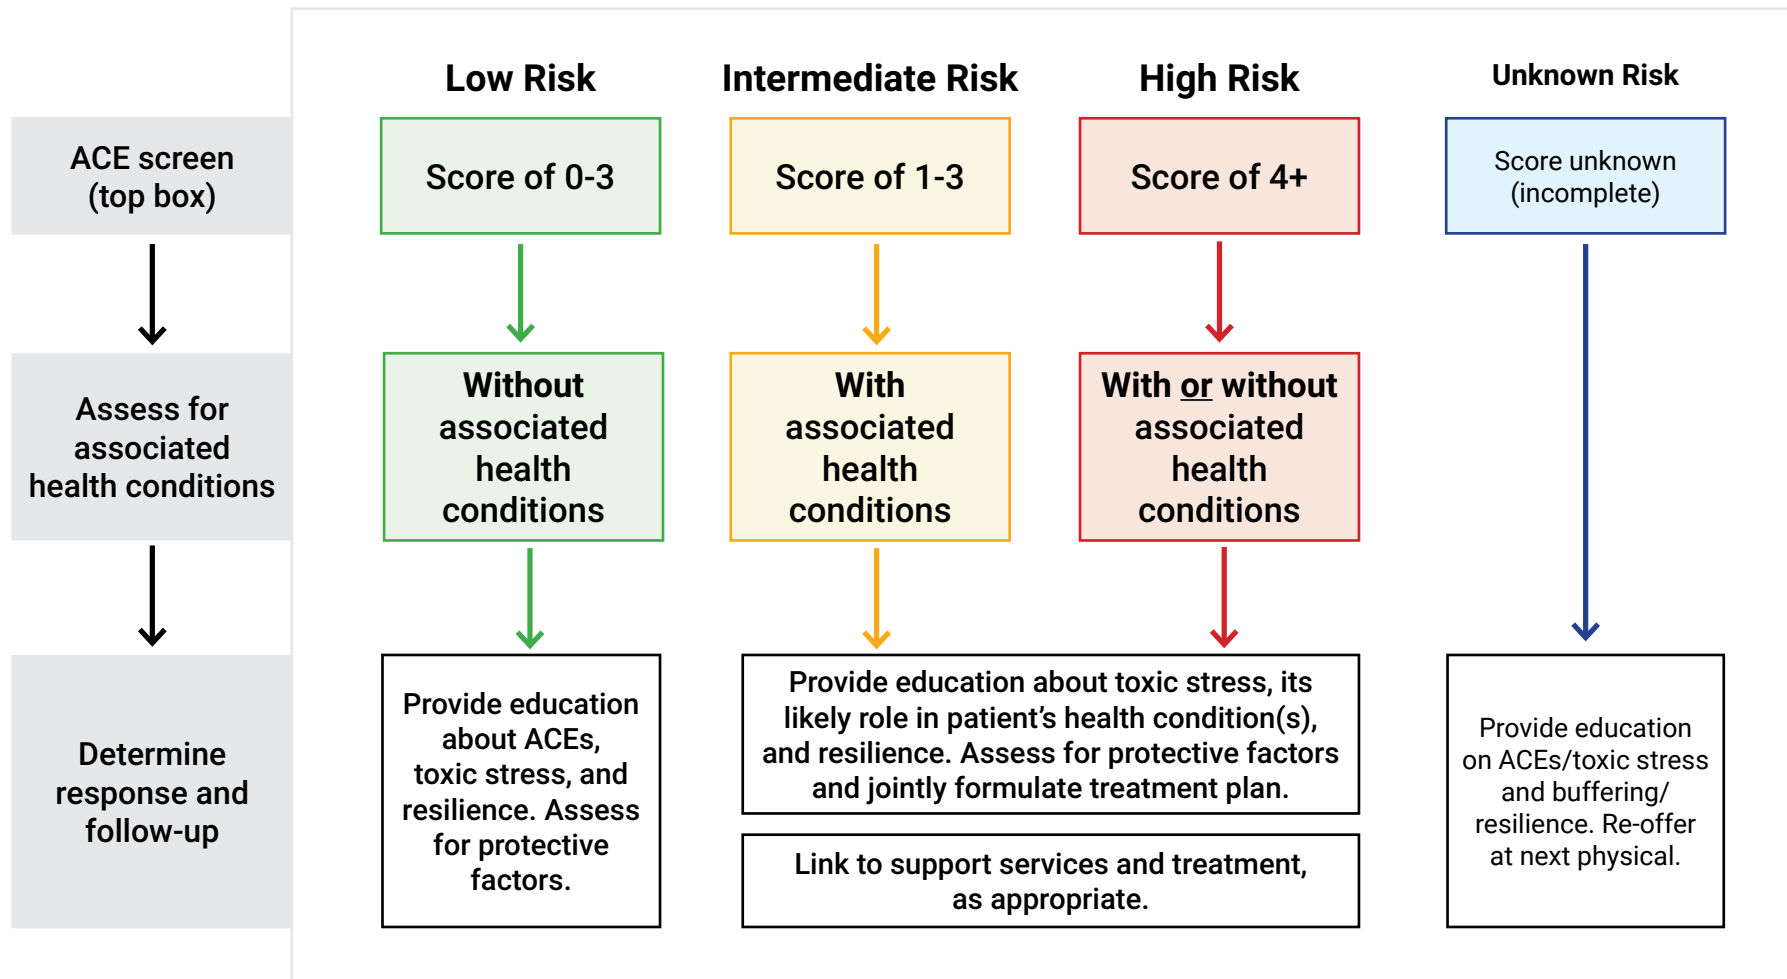 Low Risk
Intermediate Risk
High Risk
Unknown Risk
ACE screen
(top box)
Score of 0-3
Score of 1-3
Score of 4+
Score unknown
(incomplete)
Assess for
associated
health conditions
Without
associated
health
conditions
With
associated
health
conditions
With or without
associated
health
conditions
Determine
response and
follow-up
Provide education
about ACEs,
toxic stress, and
resilience. Assess
for protective
factors.
Provide education about toxic stress, its
likely role in patient’s health condition(s),
and resilience. Assess for protective factors
and jointly formulate treatment plan.
Link to support services and treatment,
as appropriate.
Provide education
on ACEs/toxic stress
and buffering/
resilience. Re-offer
at next physical.